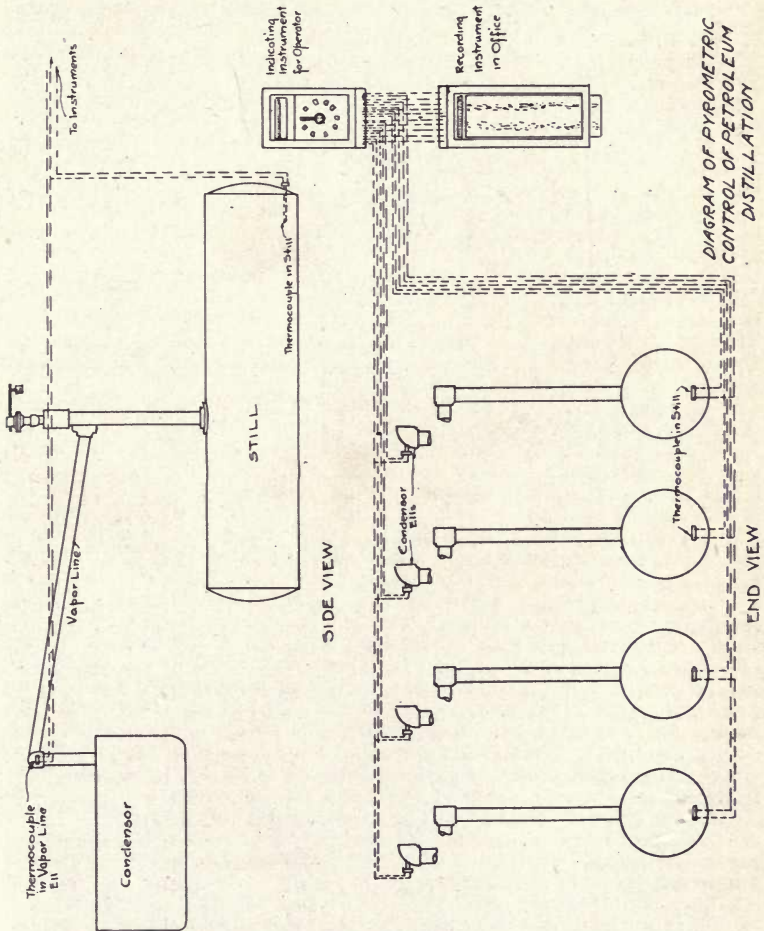 Thermocouple
in Vapor Line
Ell
Condensor
Vapor Line
To Instruments
STILL
Thermocouple in Still
SIDE VIEW
Indicating
Instrument
for Operator
Recording
Instrument
in Office
Condensor
Ells
Thermocouple in Still
END VIEW
DIAGRAM OF PYROMETRIC
CONTROL OF PETROLEUM
DISTILLATION